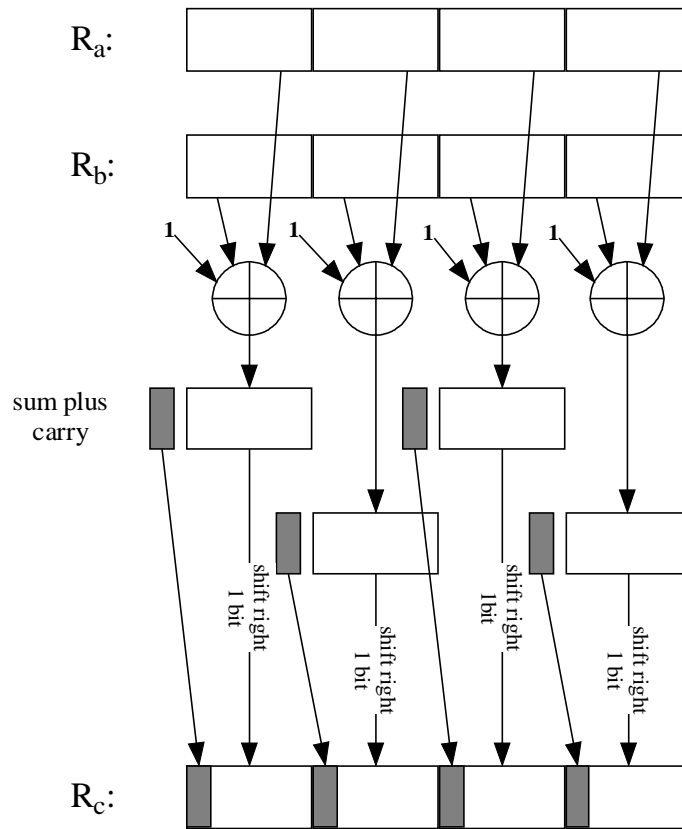 Ra:
Rb:
1
1
1
1
sum plus
carry
shift right
1 bit
shift right
1 bit
shift right
1bit
shift right
1 bit
Rc: